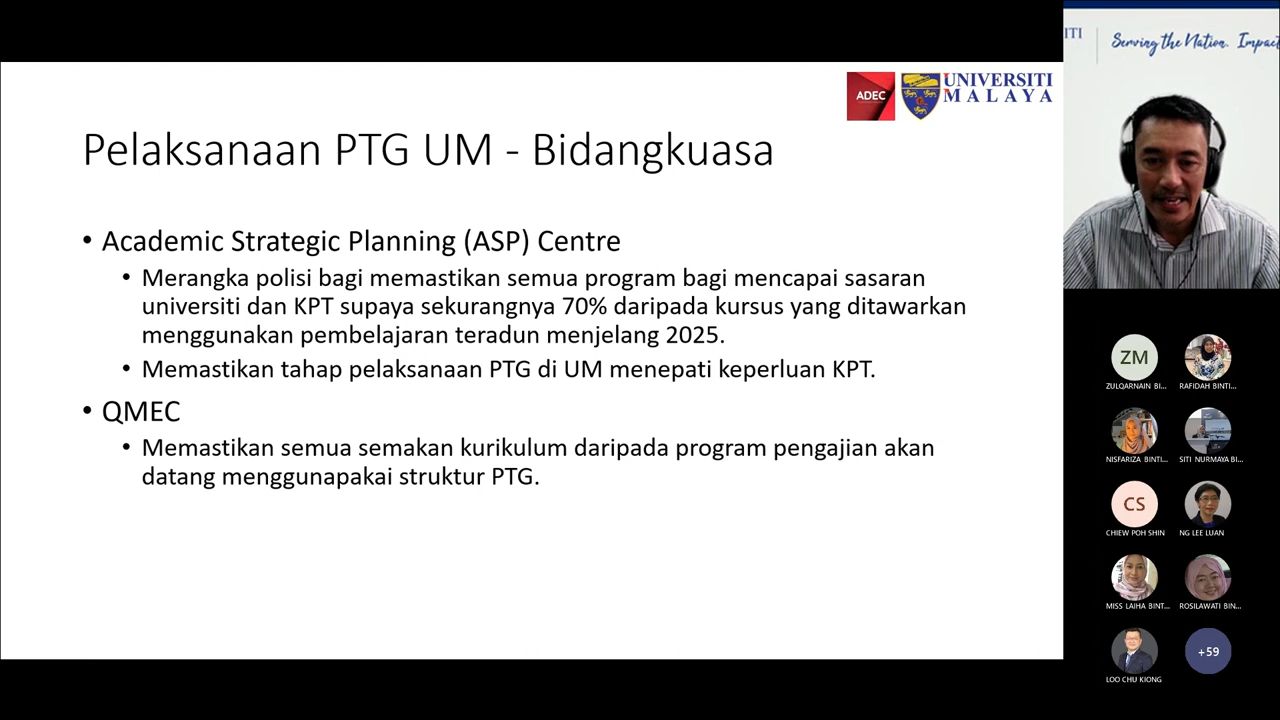 ITI
Serving the Nation. Impact
ADEC
UNIVERSITI
MALAYA
Pelaksanaan PTG UM - Bidangkuasa
• Academic Strategic Planning (ASP) Centre
• Merangka polisi bagi memastikan semua program bagi mencapai sasaran
universiti dan KPT supaya sekurangnya 70% daripada kursus yang ditawarkan
menggunakan pembelajaran teradun menjelang 2025.
• Memastikan tahap pelaksanaan PTG di UM menepati keperluan KPT.
• QMEC
• Memastikan semua semakan kurikulum daripada program pengajian akan
datang menggunapakai struktur PTG.
ZM
ZULQARNAIN BI...
RAFIDAH BINTI...
NISFARIZA BINTI...
SITI NURMAYA BI...
CS
CHIEW POH SHIN
NG LEE LUAN
MISS LAIHA BINT...
ROSILAWATI BIN...
LOO CHU KIONG
+59